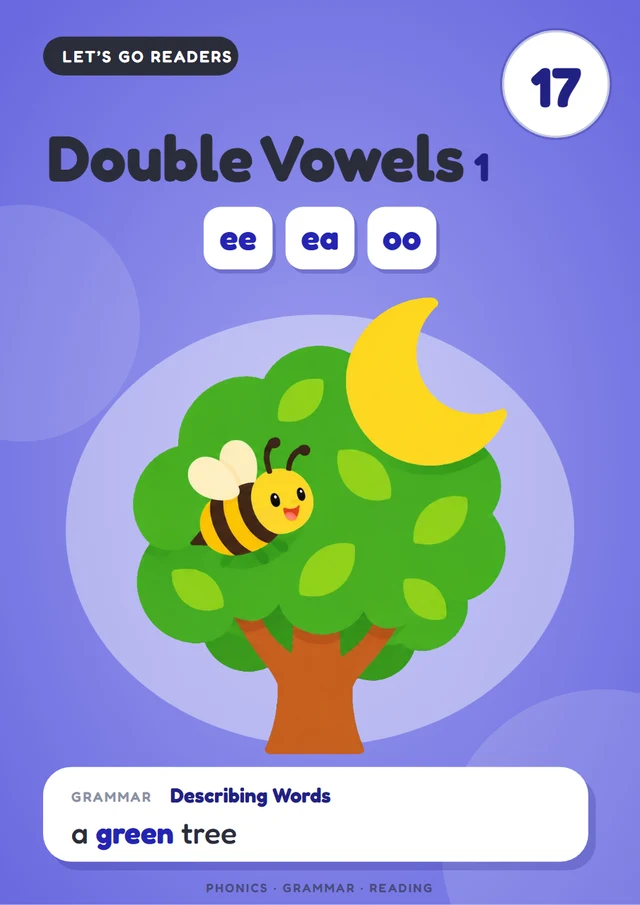 LET'S GO READERS
17
Double Vowels 1
ee ea oo
GRAMMAR Describing Words
a green tree
PHONICS · GRAMMAR · READING